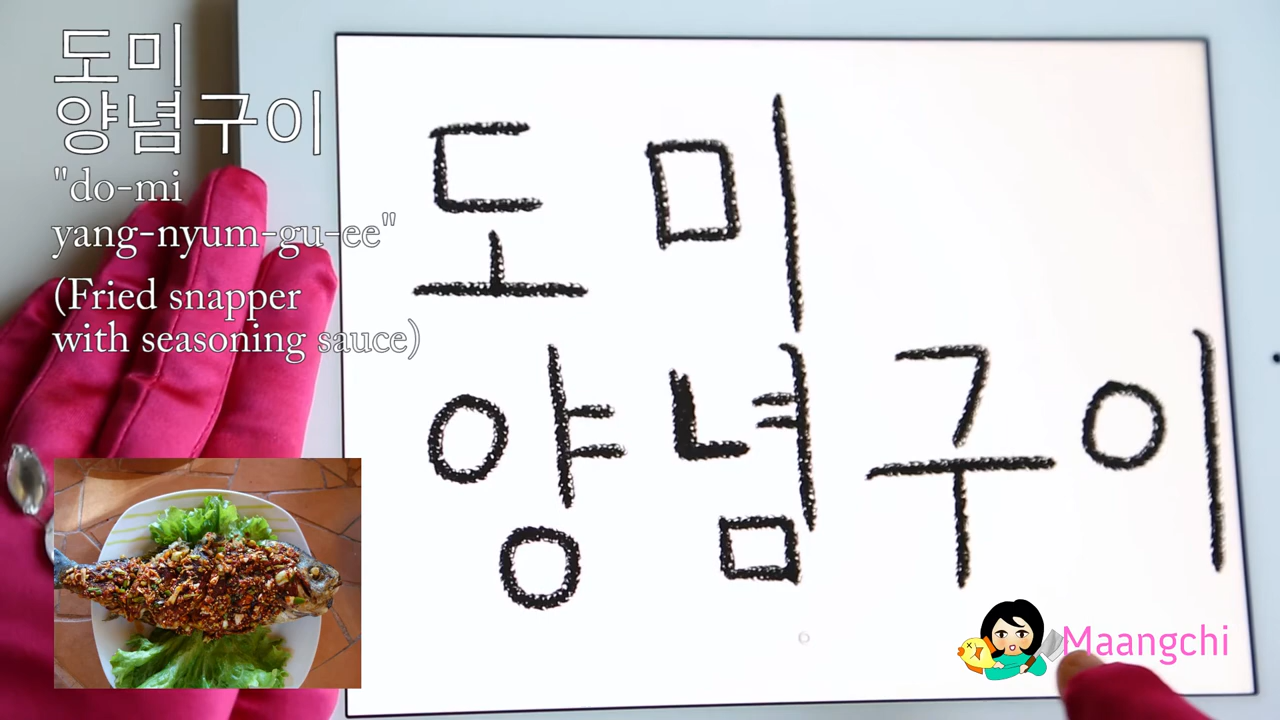 도미
양념구이
"do-mi
yang-nyum-gu-ee"
(Fried snapper
with seasoning sauce)
도미
양념구이
Maangchi